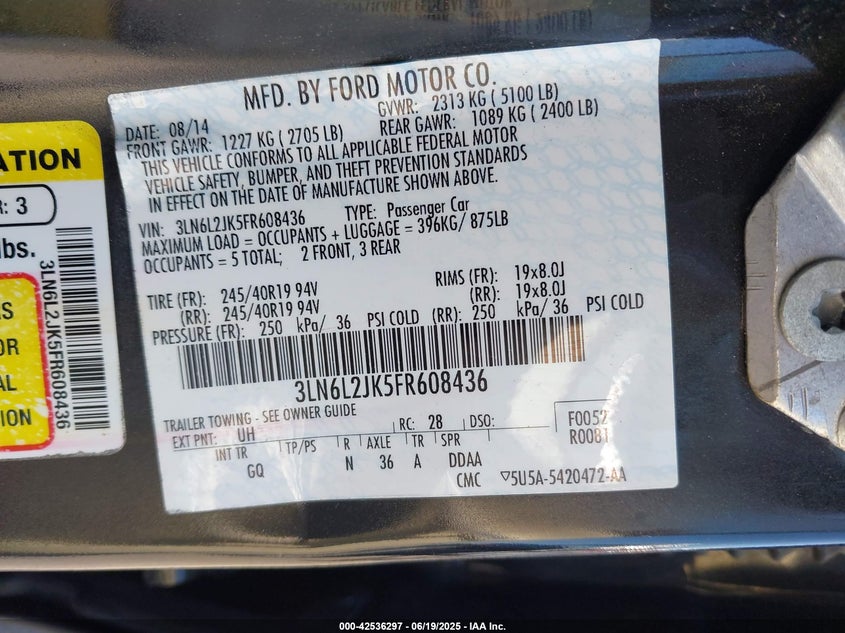 MFD. BY FORD MOTOR CO.
DATE: 08/14 GVWR: 2313 KG ( 5100 LB)
FRONT GAWR: 1227 KG ( 2705 LB) REAR GAWR: 1089 KG ( 2400 LB)
THIS VEHICLE CONFORMS TO ALL APPLICABLE FEDERAL MOTOR
VEHICLE SAFETY, BUMPER, AND THEFT PREVENTION STANDARDS
IN EFFECT ON THE DATE OF MANUFACTURE SHOWN ABOVE.
VIN: 3LN6L2JK5FR608436 TYPE: Passenger Car
MAXIMUM LOAD = OCCUPANTS + LUGGAGE = 396KG/ 875LB
OCCUPANTS = 5 TOTAL; 2 FRONT, 3 REAR
TIRE (FR): 245/40R19 94V RIMS (FR): 19x8.0J
(RR): 245/40R19 94V (RR): 19x8.0J
PRESSURE (FR): 250 kPa/ 36 PSI COLD (RR): 250 kPa/ 36 PSI COLD
3LN6L2JK5FR608436
TRAILER TOWING - SEE OWNER GUIDE
EXT PNT: UH RC: 28 DSO: F0052
R0081
INT TR TP/PS R AXLE TR SPR
GQ N 36 A DDAA
CMC ▽5U5A-5420472-AA
R: 3
lbs.
3LN6L2JK5FR608436
000-42536297 - 06/19/2025 - IAA Inc.